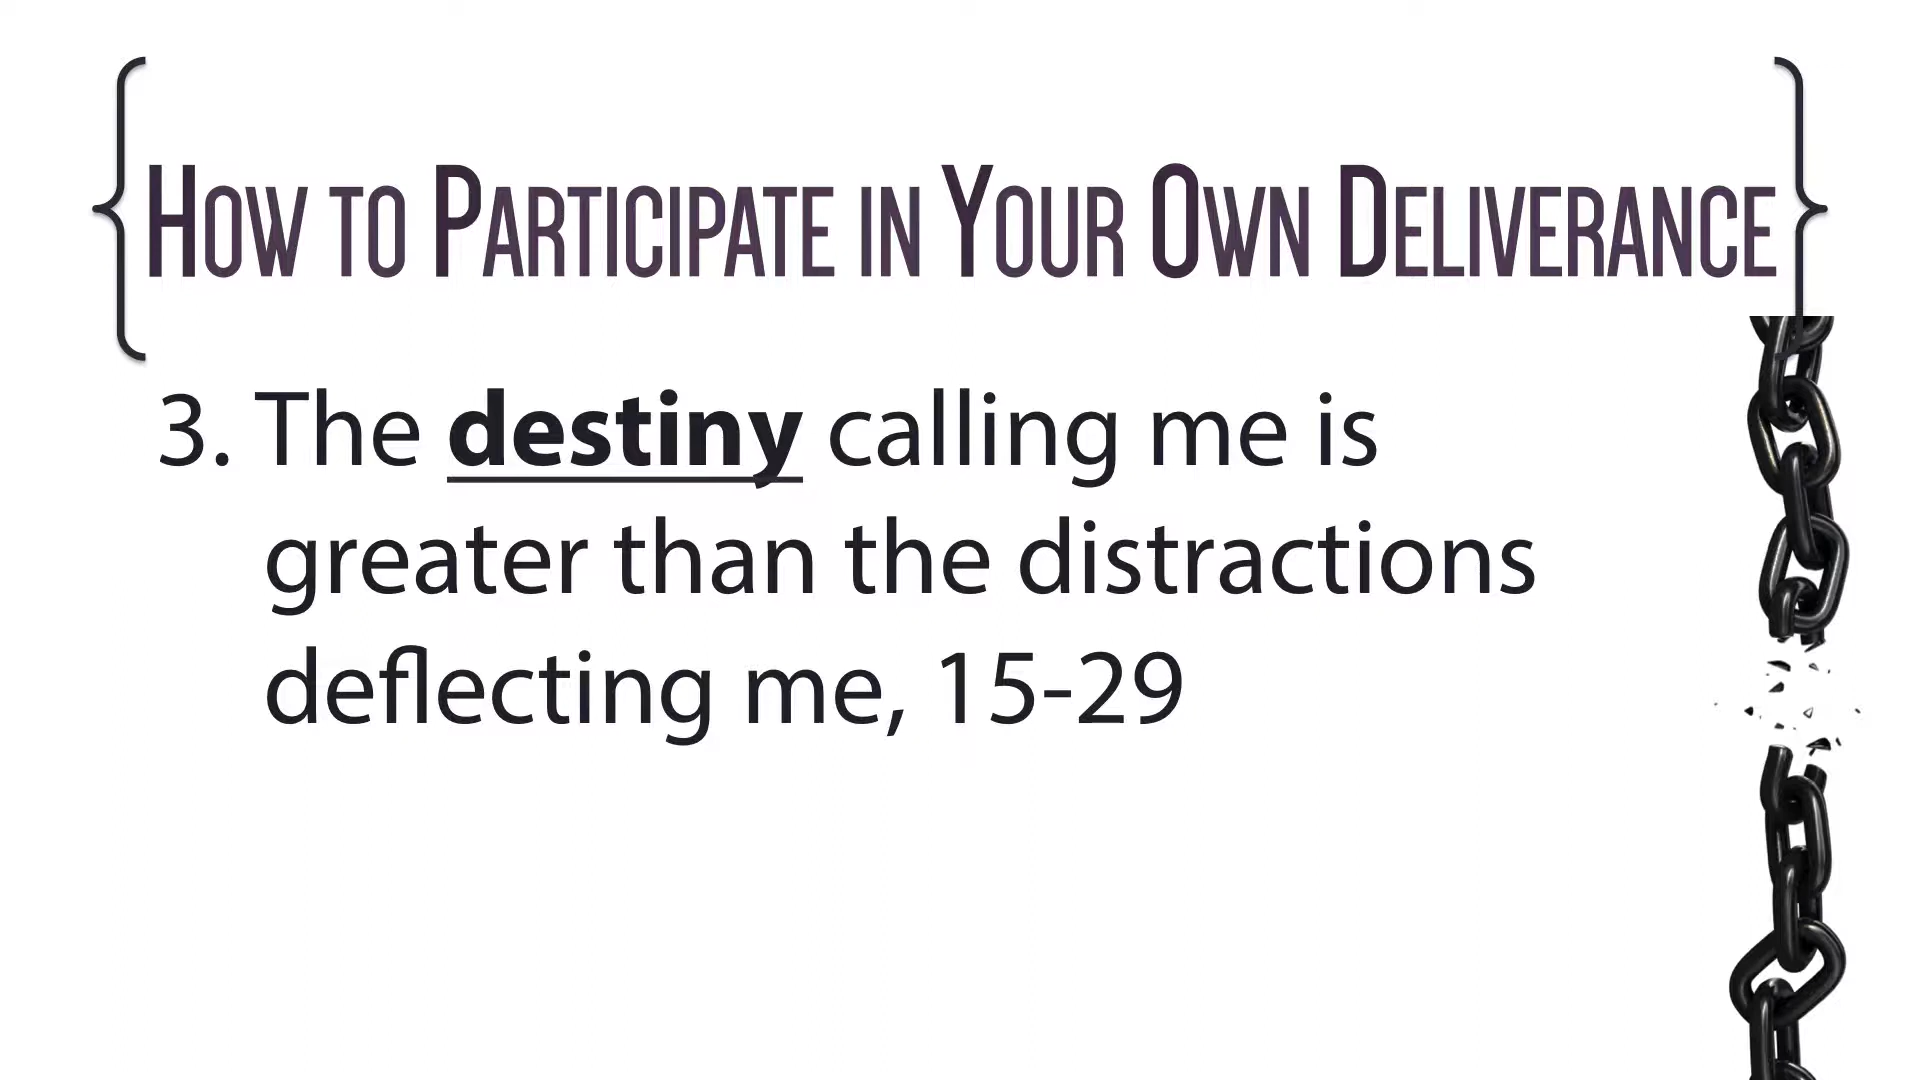 How to Participate in Your Own Deliverance
3. The destiny calling me is
greater than the distractions
deflecting me, 15-29